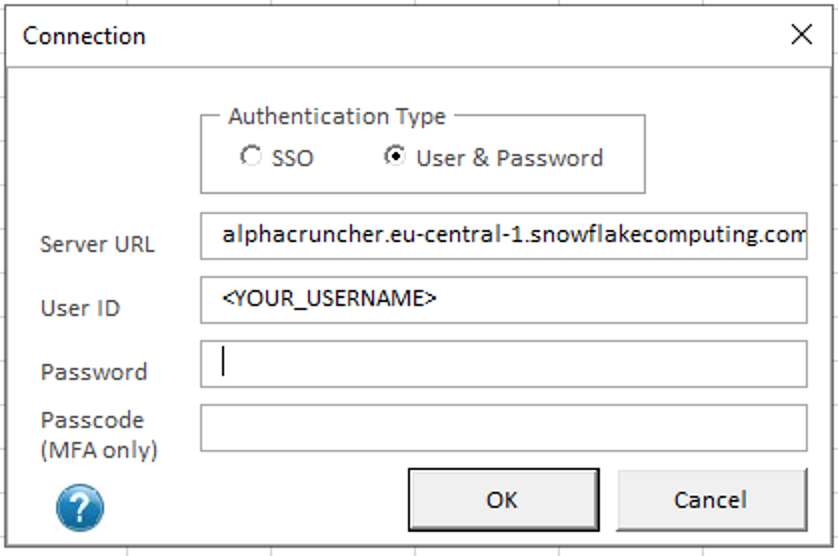 Connection
Authentication Type
SSO User & Password
Server URL alphacruncher.eu-central-1.snowflakecomputing.com
User ID <YOUR_USERNAME>
Password
Passcode
(MFA only)
? OK Cancel